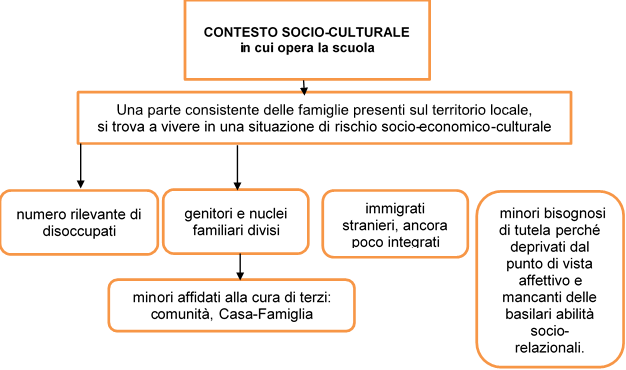 CONTESTO SOCIO-CULTURALE
in cui opera la scuola
Una parte consistente delle famiglie presenti sul territorio locale,
si trova a vivere in una situazione di rischio socio-economico-culturale
numero rilevante di
disoccupati
genitori e nuclei
familiari divisi
immigrati
stranieri, ancora
poco integrati
minori bisognosi
di tutela perché
deprivati dal
punto di vista
affettivo e
mancanti delle
basilari abilità
socio-
relazionali.
minori affidati alla cura di terzi:
comunità, Casa-Famiglia